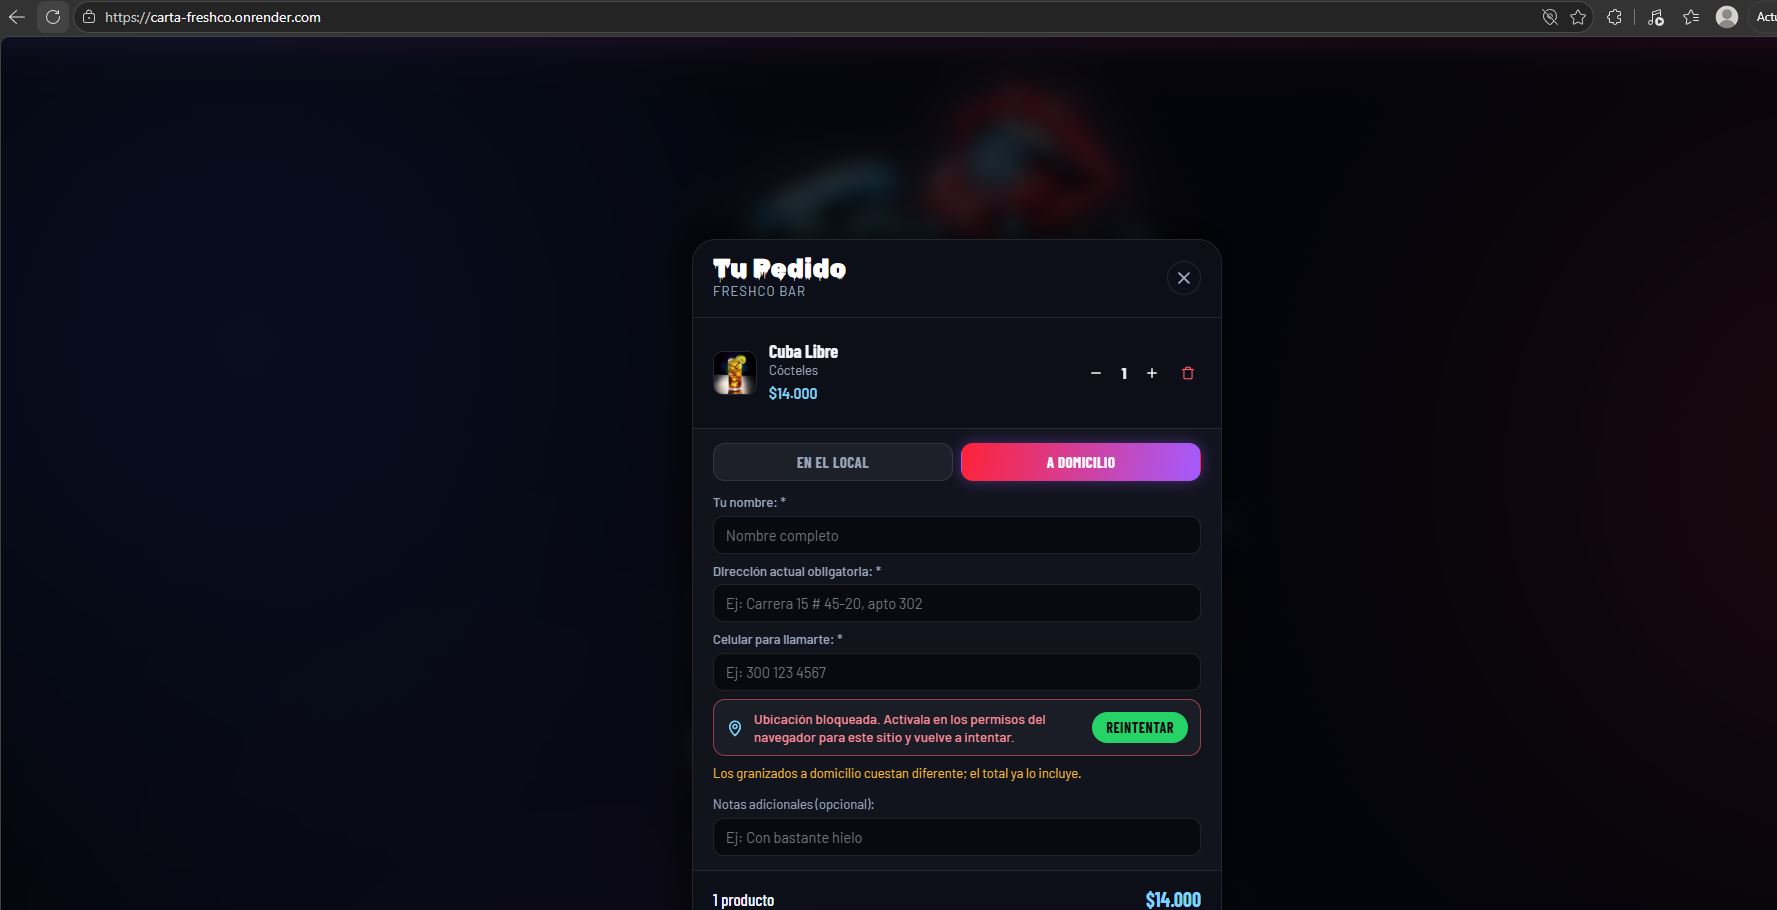 https://carta-freshco.onrender.com
Actu
Tu Pedido
FRESHCO BAR
Cuba Libre
Cócteles
$14.000
1
EN EL LOCAL
A DOMICILIO
Tu nombre: *
Nombre completo
Dirección actual obligatoria: *
Ej: Carrera 15 # 45-20, apto 302
Celular para llamarte: *
Ej: 300 123 4567
Ubicación bloqueada. Actívala en los permisos del
navegador para este sitio y vuelve a intentar.
REINTENTAR
Los granizados a domicilio cuestan diferente; el total ya lo incluye.
Notas adicionales (opcional):
Ej: Con bastante hielo
1 producto
$14.000